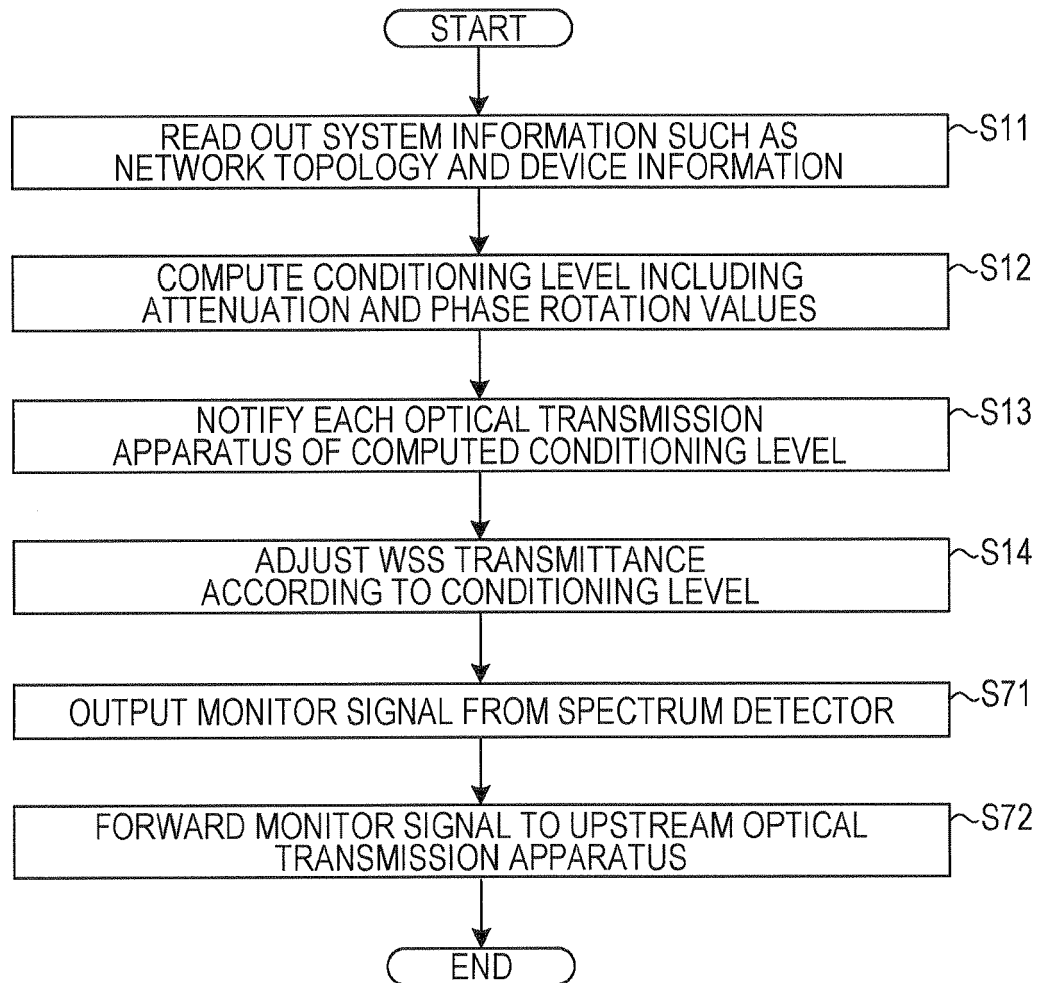 START
READ OUT SYSTEM INFORMATION SUCH AS
NETWORK TOPOLOGY AND DEVICE INFORMATION
~S11
COMPUTE CONDITIONING LEVEL INCLUDING
ATTENUATION AND PHASE ROTATION VALUES
~S12
NOTIFY EACH OPTICAL TRANSMISSION
APPARATUS OF COMPUTED CONDITIONING LEVEL
~S13
ADJUST WSS TRANSMITTANCE
ACCORDING TO CONDITIONING LEVEL
~S14
OUTPUT MONITOR SIGNAL FROM SPECTRUM DETECTOR
~S71
FORWARD MONITOR SIGNAL TO UPSTREAM OPTICAL
TRANSMISSION APPARATUS
~S72
END